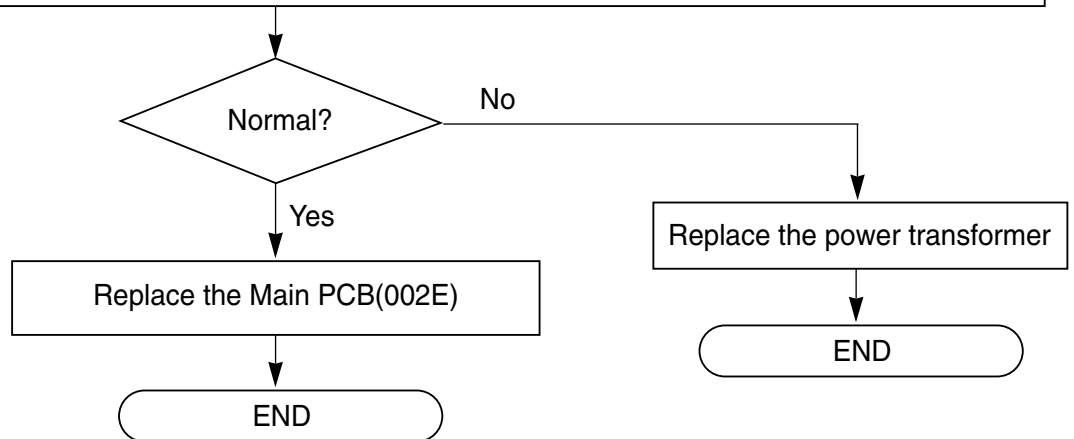 Normal?
No
Yes
Replace the power transformer
Replace the Main PCB(002E)
END
END